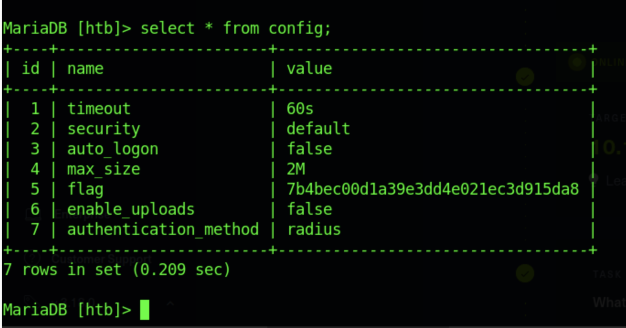 MariaDB [htb]> select * from config;
+----+-----------------------+----------------------------------+
| id | name                  | value                            |
+----+-----------------------+----------------------------------+
|  1 | timeout               | 60s                              |
|  2 | security              | default                          |
|  3 | auto_logon            | false                            |
|  4 | max_size              | 2M                               |
|  5 | flag                  | 7b4bec00d1a39e3dd4e021ec3d915da8 |
|  6 | enable_uploads        | false                            |
|  7 | authentication_method | radius                           |
+----+-----------------------+----------------------------------+
7 rows in set (0.209 sec)
MariaDB [htb]>
What